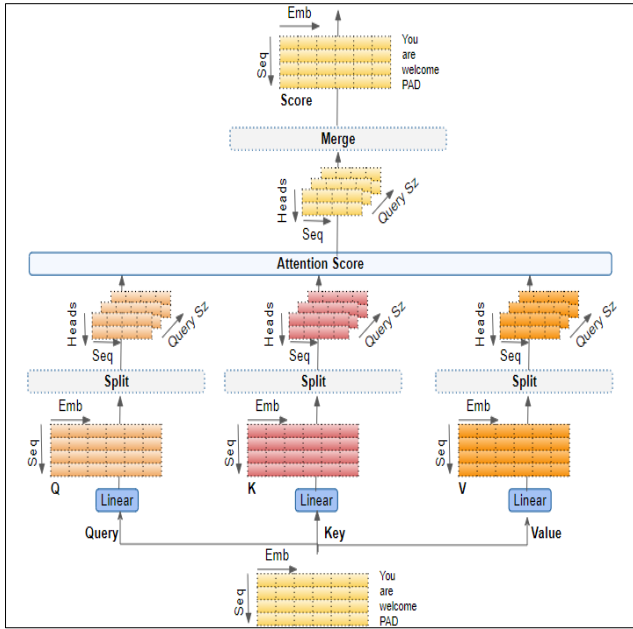 Emb
Seq
You
are
welcome
PAD
Score
Merge
Heads
Query Sz
Seq
Attention Score
Heads
Query Sz
Seq
Heads
Query Sz
Seq
Heads
Query Sz
Seq
Split
Split
Split
Emb
Seq
Q
Emb
Seq
K
Emb
Seq
V
Linear
Linear
Linear
Query
Key
Value
Emb
Seq
You
are
welcome
PAD